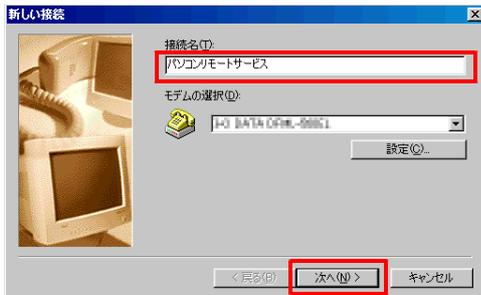 新しい接続
接続名(T):
パソコンリモートサービス
モデムの選択(D):
設定(C)...
< 戻る(B)
次へ(N) >
キャンセル